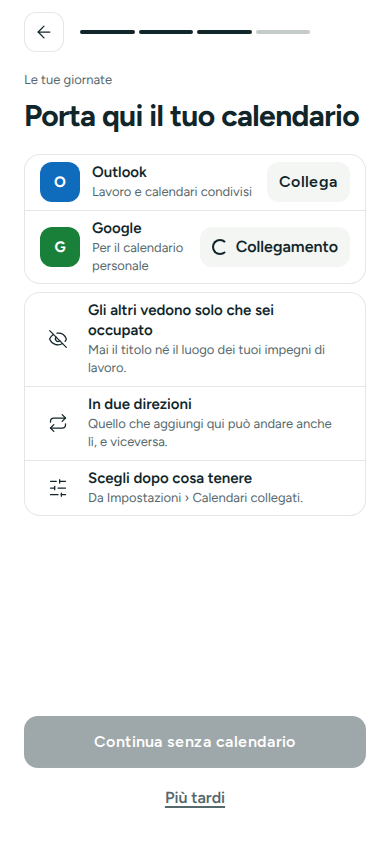 Le tue giornate
Porta qui il tuo calendario
O
Outlook
Lavoro e calendari condivisi
Collega
G
Google
Per il calendario
personale
Collegamento
Gli altri vedono solo che sei
occupato
Mai il titolo né il luogo dei tuoi impegni di
lavoro.
In due direzioni
Quello che aggiungi qui può andare anche
lì, e viceversa.
Scegli dopo cosa tenere
Da Impostazioni › Calendari collegati.
Continua senza calendario
Più tardi